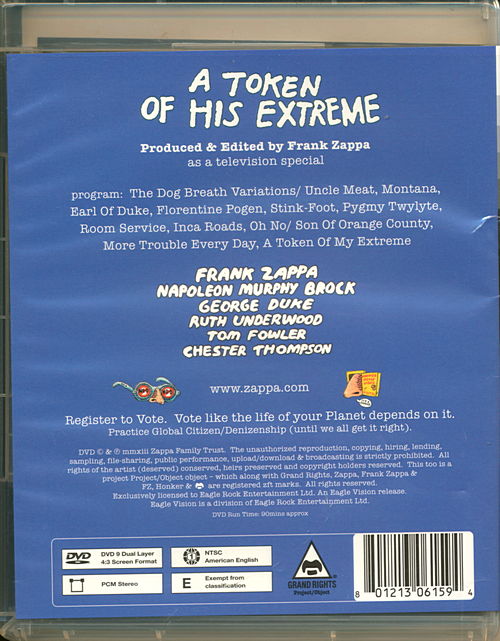 A TOKEN
OF HIS EXTREME
Produced & Edited by Frank Zappa
as a television special
program: The Dog Breath Variations/ Uncle Meat, Montana,
Earl Of Duke, Florentine Pogen, Stink-Foot, Pygmy Twylyte,
Room Service, Inca Roads, Oh No/ Son Of Orange County,
More Trouble Every Day, A Token Of My Extreme
FRANK ZAPPA
NAPOLEON MURPHY BROCK
GEORGE DUKE
RUTH UNDERWOOD
TOM FOWLER
CHESTER THOMPSON
www.zappa.com
Register to Vote. Vote like the life of your Planet depends on it.
Practice Global Citizen/Denizenship (until we all get it right).
DVD © & ℗ mmxiii Zappa Family Trust. The unauthorized reproduction, copying, hiring, lending,
sampling, file-sharing, public performance, upload/download & broadcasting is strictly prohibited. All
rights of the artist (deserved) conserved, heirs preserved and copyright holders reserved. This too is a
project Project/Object object - which along with Grand Rights, Zappa, Frank Zappa &
FZ, Honker & are registered zft marks. All rights reserved.
Exclusively licensed to Eagle Rock Entertainment Ltd. An Eagle Vision release.
Eagle Vision is a division of Eagle Rock Entertainment Ltd.
DVD Run Time: 90mins approx
DVD DVD 9 Dual Layer
4:3 Screen Format
NTSC
American English
PCM Stereo
E Exempt from
classification
GRAND RIGHTS
Project/Object
8 01213 06159 4